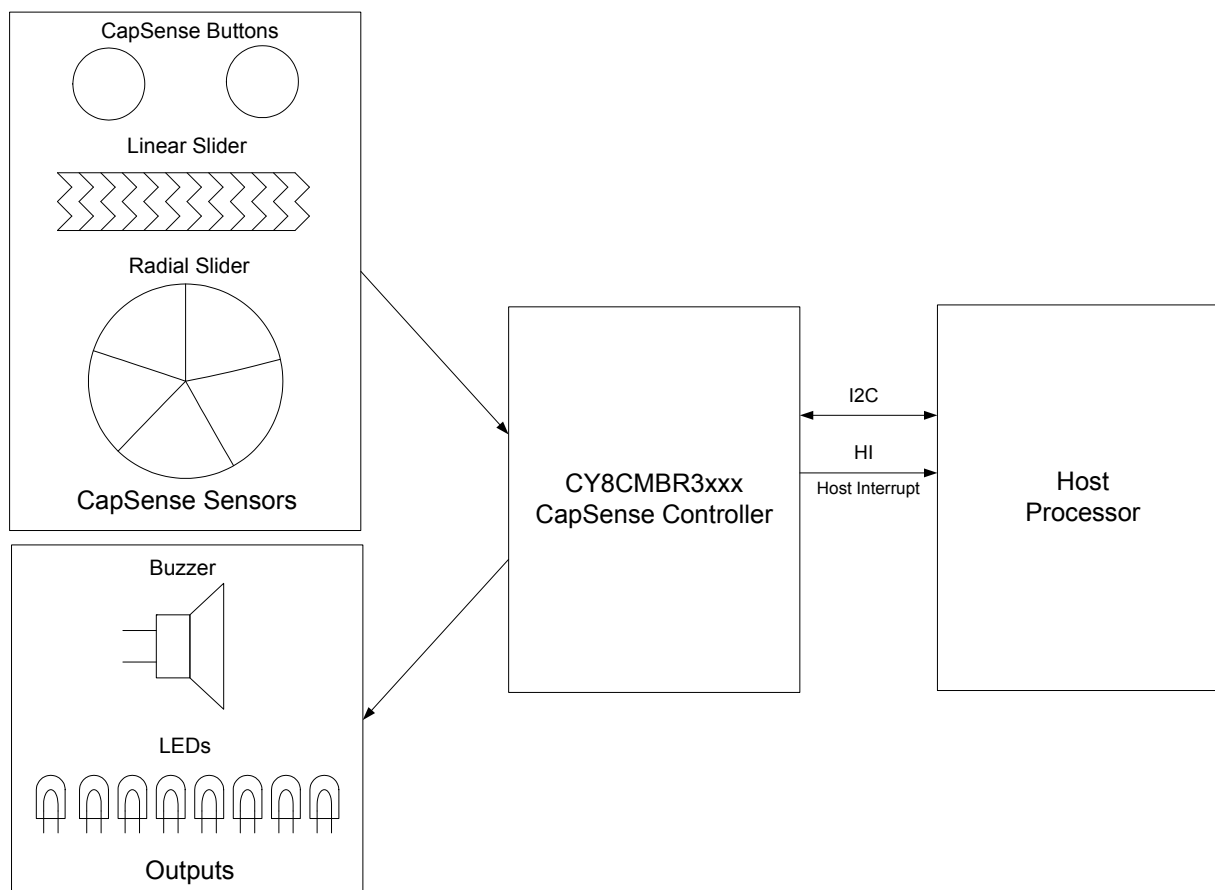 CapSense Buttons
Linear Slider
Radial Slider
CapSense Sensors
Buzzer
LEDs
Outputs
CY8CMBR3xxx
CapSense Controller
I2C
HI
Host Interrupt
Host
Processor